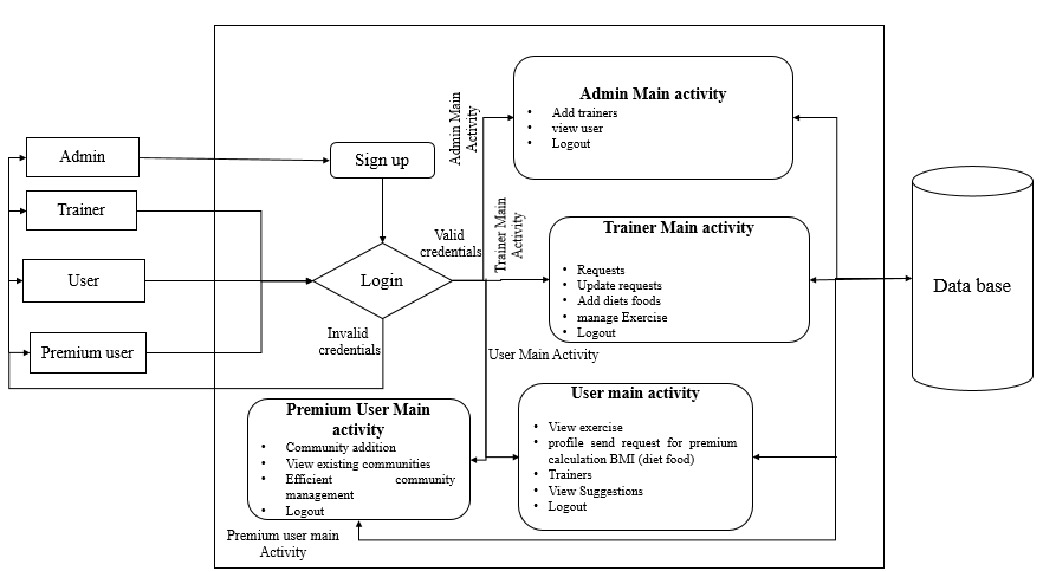 Admin
Trainer
User
Premium user
Sign up
Login
Valid
credentials
Invalid
credentials
Admin Main
Activity
Trainer Main
Activity
User Main Activity
Premium user main
Activity
Admin Main activity
• Add trainers
• view user
• Logout
Trainer Main activity
• Requests
• Update requests
• Add diets foods
• manage Exercise
• Logout
User main activity
• View exercise
• profile send request for premium
calculation BMI (diet food)
• Trainers
• View Suggestions
• Logout
Premium User Main
activity
• Community addition
• View existing communities
• Efficient community
management
• Logout
Data base